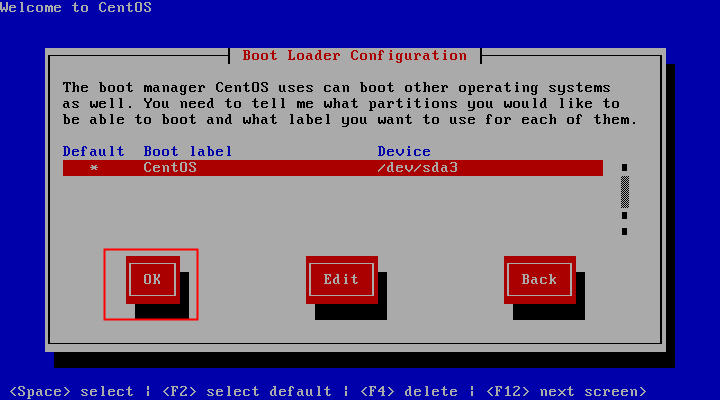 Welcome to CentOS
Boot Loader Configuration
The boot manager CentOS uses can boot other operating systems
as well. You need to tell me what partitions you would like to
be able to boot and what label you want to use for each of them.
Default Boot label Device
* CentOS /dev/sda3
OK Edit Back
<Space> select | <F2> select default | <F4> delete | <F12> next screen>